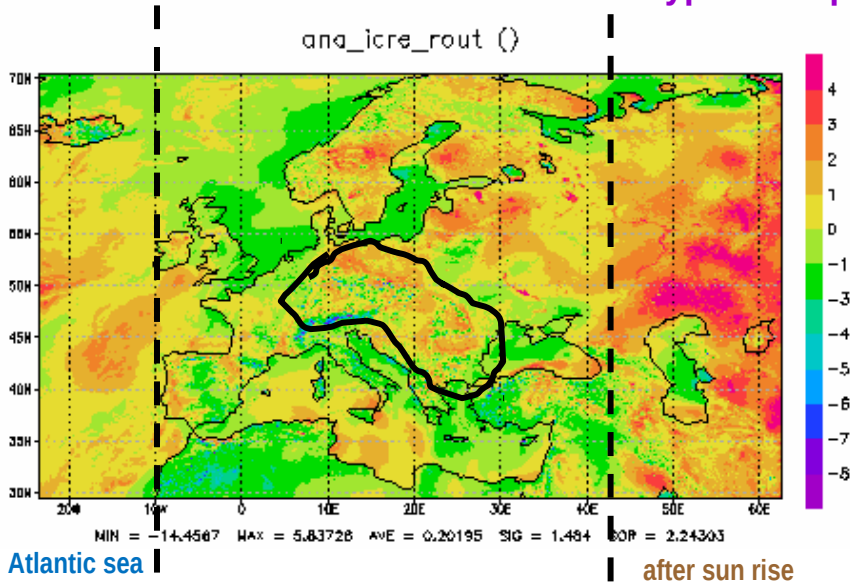 ana_icre_rout ()
70N
65N
60N
55N
50N
45N
40N
35N
30N
20W
10W
0
10E
20E
30E
40E
50E
60E
4
3
2
1
0
−1
−3
−4
−5
−6
−7
−8
MIN = −14.4567 MAX = 5.83728 AVE = 0.20195 SIG = 1.484 EOP = 2.24303
Atlantic sea
after sun rise